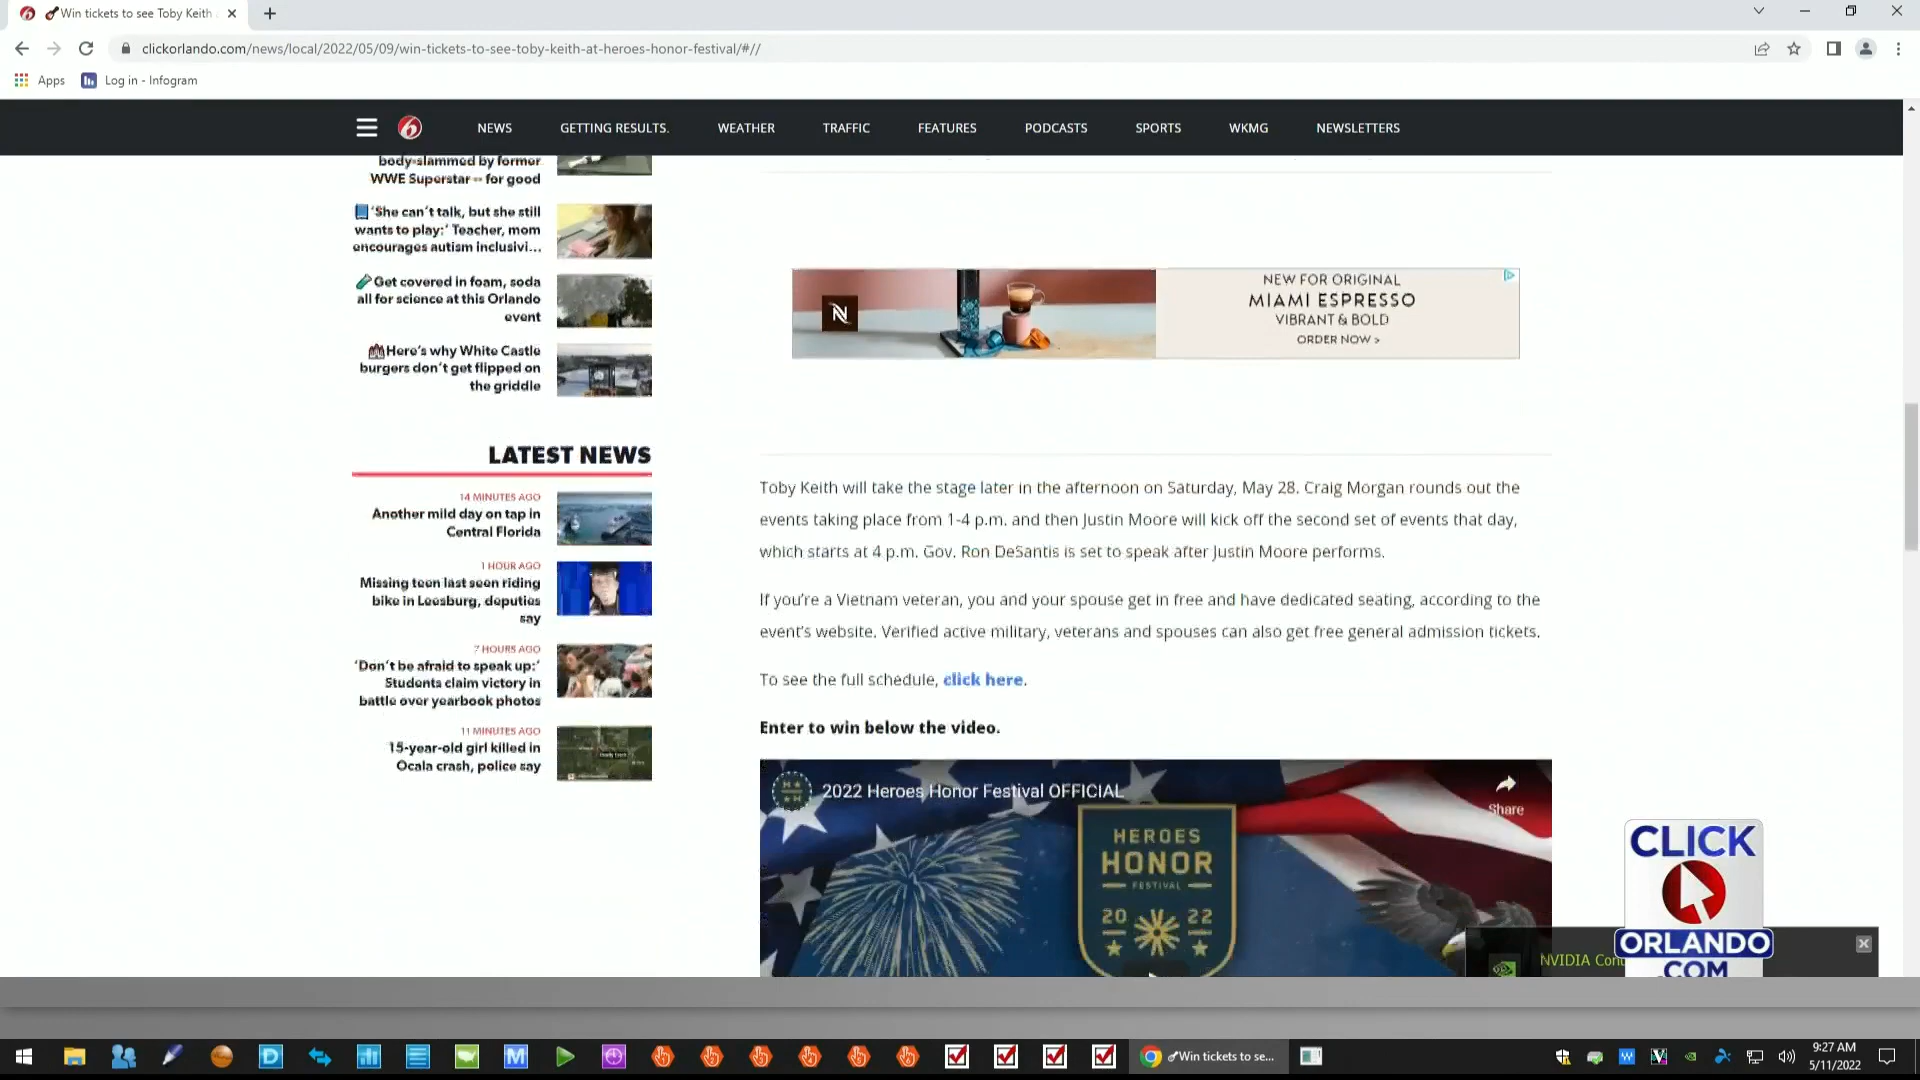 Win tickets to see Toby Keith
clickorlando.com/news/local/2022/05/09/win-tickets-to-see-toby-keith-at-heroes-honor-festival/#//
Apps
Log in - Infogram
6
NEWS
GETTING RESULTS.
WEATHER
TRAFFIC
FEATURES
PODCASTS
SPORTS
WKMG
NEWSLETTERS
body-slammed by former
WWE Superstar -- for good
‘She can’t talk, but she still
wants to play:’ Teacher, mom
encourages autism inclusivi...
Get covered in foam, soda
all for science at this Orlando
event
Here’s why White Castle
burgers don’t get flipped on
the griddle
LATEST NEWS
14 MINUTES AGO
Another mild day on tap in
Central Florida
1 HOUR AGO
Missing teen last seen riding
bike in Leesburg, deputies
say
7 HOURS AGO
‘Don’t be afraid to speak up:’
Students claim victory in
battle over yearbook photos
11 MINUTES AGO
15-year-old girl killed in
Ocala crash, police say
N
NEW FOR ORIGINAL
MIAMI ESPRESSO
VIBRANT & BOLD
ORDER NOW >
Toby Keith will take the stage later in the afternoon on Saturday, May 28. Craig Morgan rounds out the
events taking place from 1-4 p.m. and then Justin Moore will kick off the second set of events that day,
which starts at 4 p.m. Gov. Ron DeSantis is set to speak after Justin Moore performs.
If you’re a Vietnam veteran, you and your spouse get in free and have dedicated seating, according to the
event’s website. Verified active military, veterans and spouses can also get free general admission tickets.
To see the full schedule, click here.
Enter to win below the video.
2022 Heroes Honor Festival OFFICIAL
Share
HEROES
HONOR
FESTIVAL
20 22
CLICK
ORLANDO
.COM
NVIDIA Con
D
M
Win tickets to se...
9:27 AM
5/11/2022